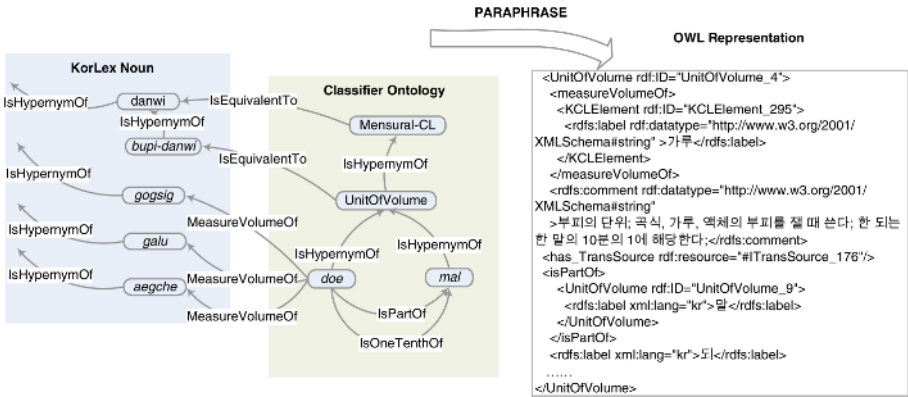 PARAPHRASE
OWL Representation
KorLex Noun
Classifier Ontology
IsHypernymOf
danwi
IsEquivalentTo
Mensural-CL
IsHypernymOf
bupi-danwi
IsEquivalentTo
IsHypernymOf
IsHypernymOf
UnitOfVolume
gogsig
MeasureVolumeOf
IsHypernymOf
galu
IsHypernymOf
IsHypernymOf
IsHypernymOf
MeasureVolumeOf
doe
mal
aegche
MeasureVolumeOf
IsPartOf
IsOneTenthOf
<UnitOfVolume rdf:ID="UnitOfVolume_4">
<measureVolumeOf>
<KCLElement rdf:ID="KCLElement_295">
<rdfs:label rdf:datatype="http://www.w3.org/2001/
XMLSchema#string" >가루</rdfs:label>
</KCLElement>
</measureVolumeOf>
<rdfs:comment rdf:datatype="http://www.w3.org/2001/
XMLSchema#string"
>부피의 단위; 곡식, 가루, 액체의 부피를 잴 때 쓴다; 한 되는
한 말의 10분의 1에 해당한다;</rdfs:comment>
<has_TransSource rdf:resource="#ITransSource_176"/>
<isPartOf>
<UnitOfVolume rdf:ID="UnitOfVolume_9">
<rdfs:label xml:lang="kr">말</rdfs:label>
</UnitOfVolume>
</isPartOf>
<rdfs:label xml:lang="kr">되</rdfs:label>
......
</UnitOfVolume>